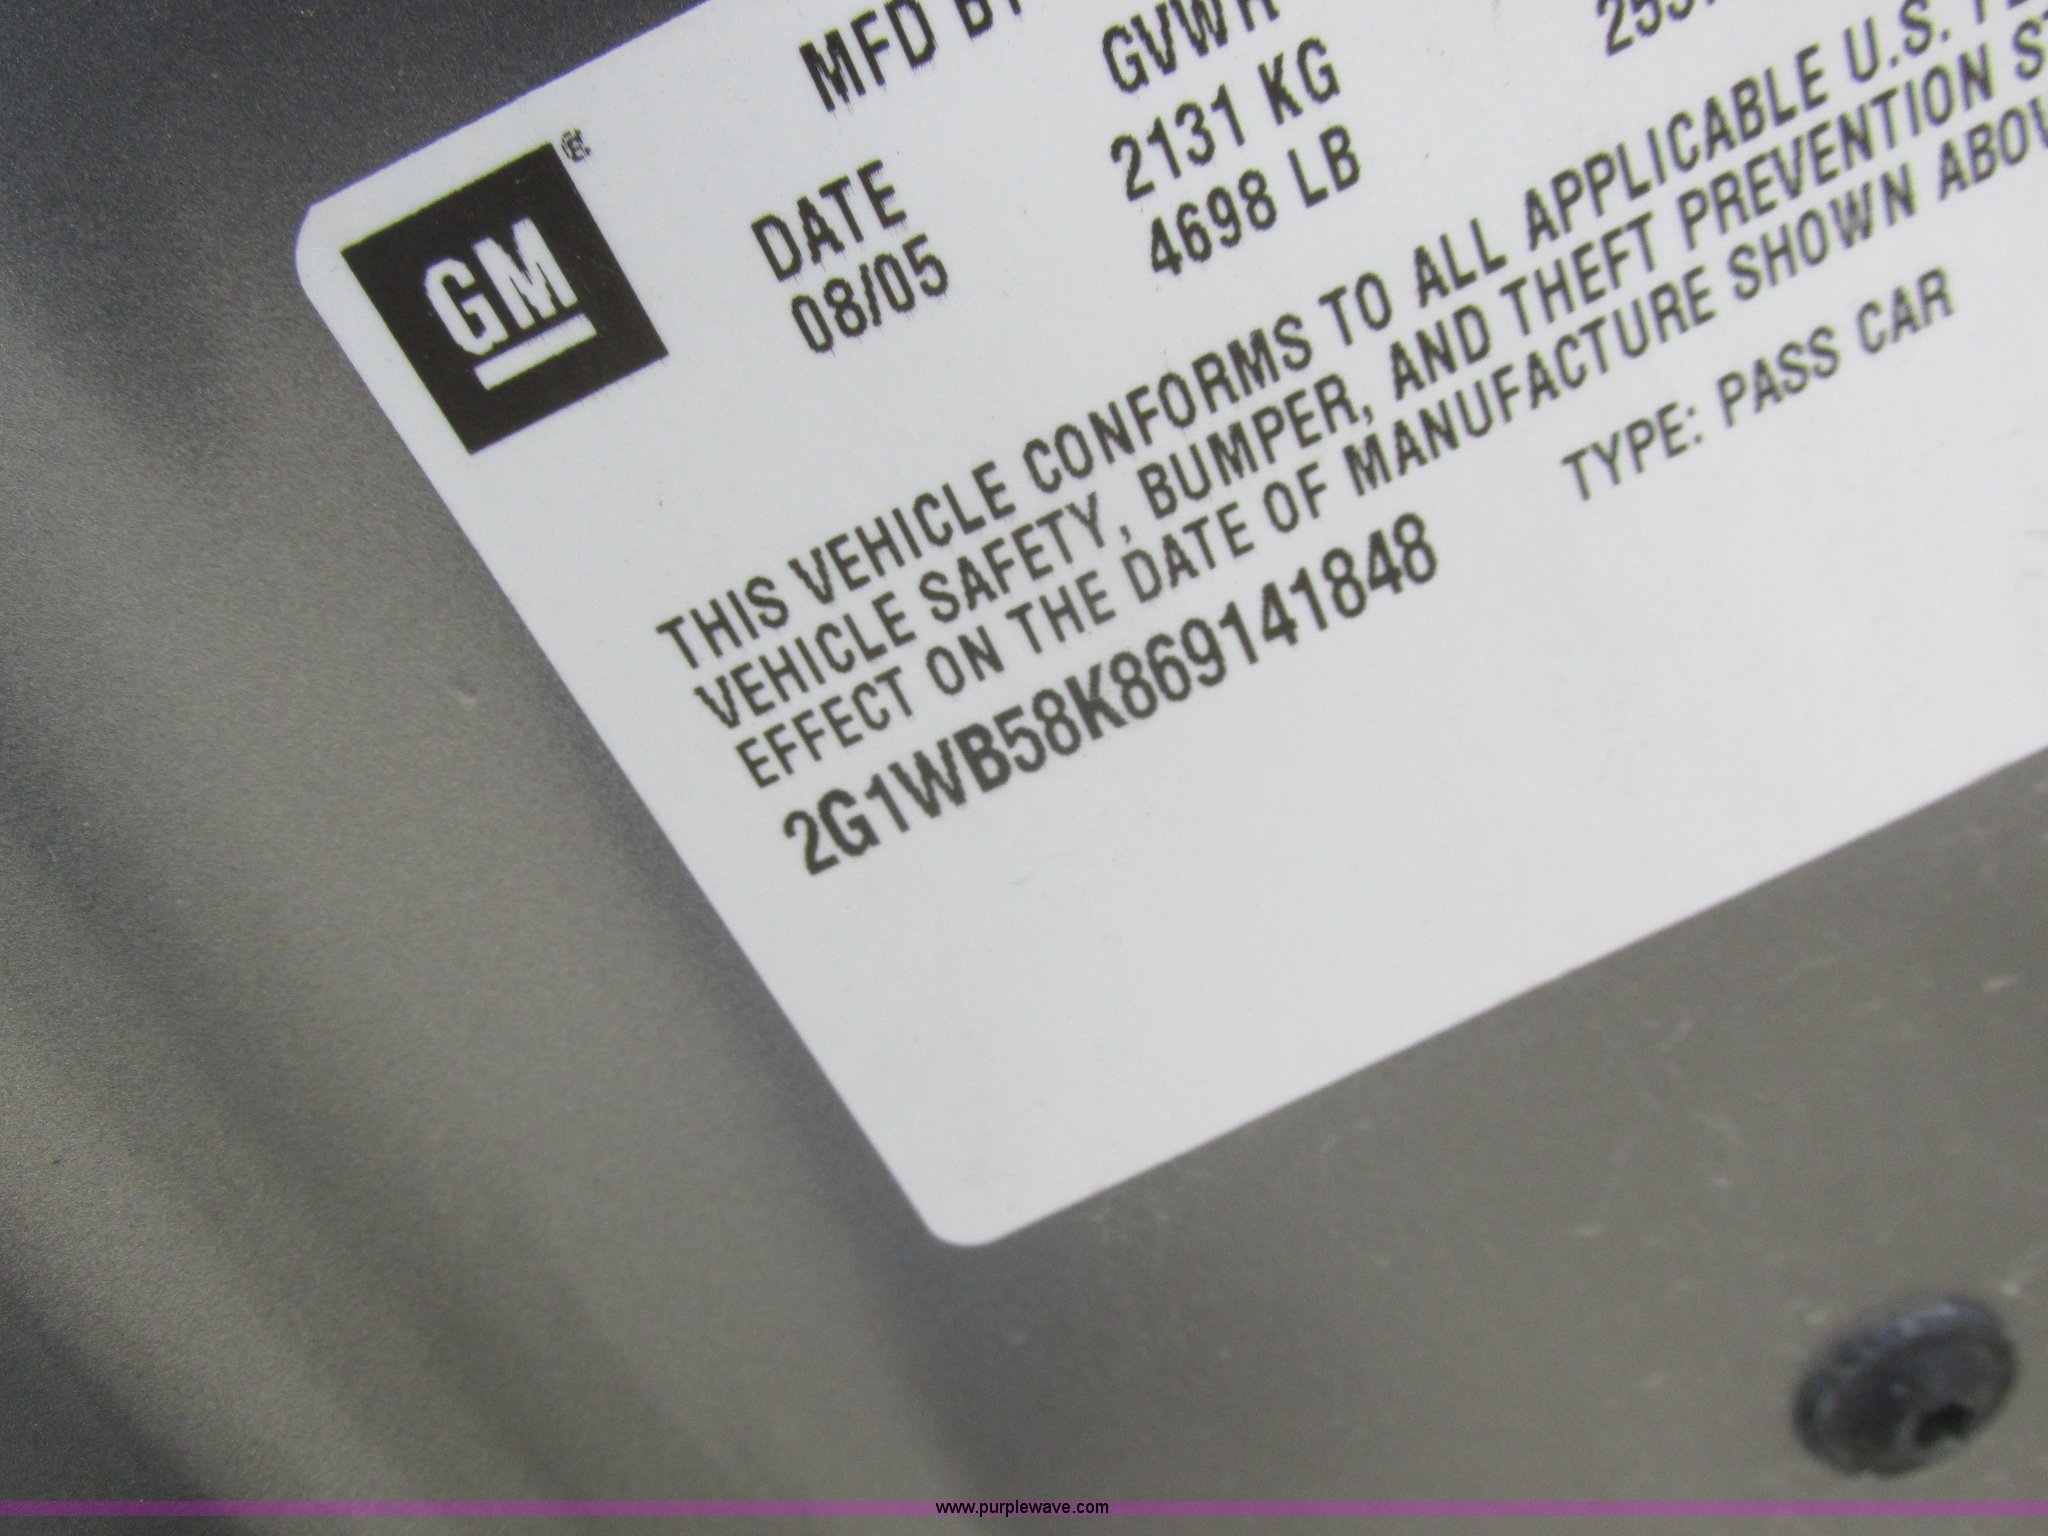 GM
MFD BY
DATE GVWR
08/05 2131 KG
4698 LB
THIS VEHICLE CONFORMS TO ALL APPLICABLE U.S.
VEHICLE SAFETY, BUMPER, AND THEFT PREVENTION
EFFECT ON THE DATE OF MANUFACTURE SHOWN
2G1WB58K869141848 TYPE: PASS CAR
www.purplewave.com